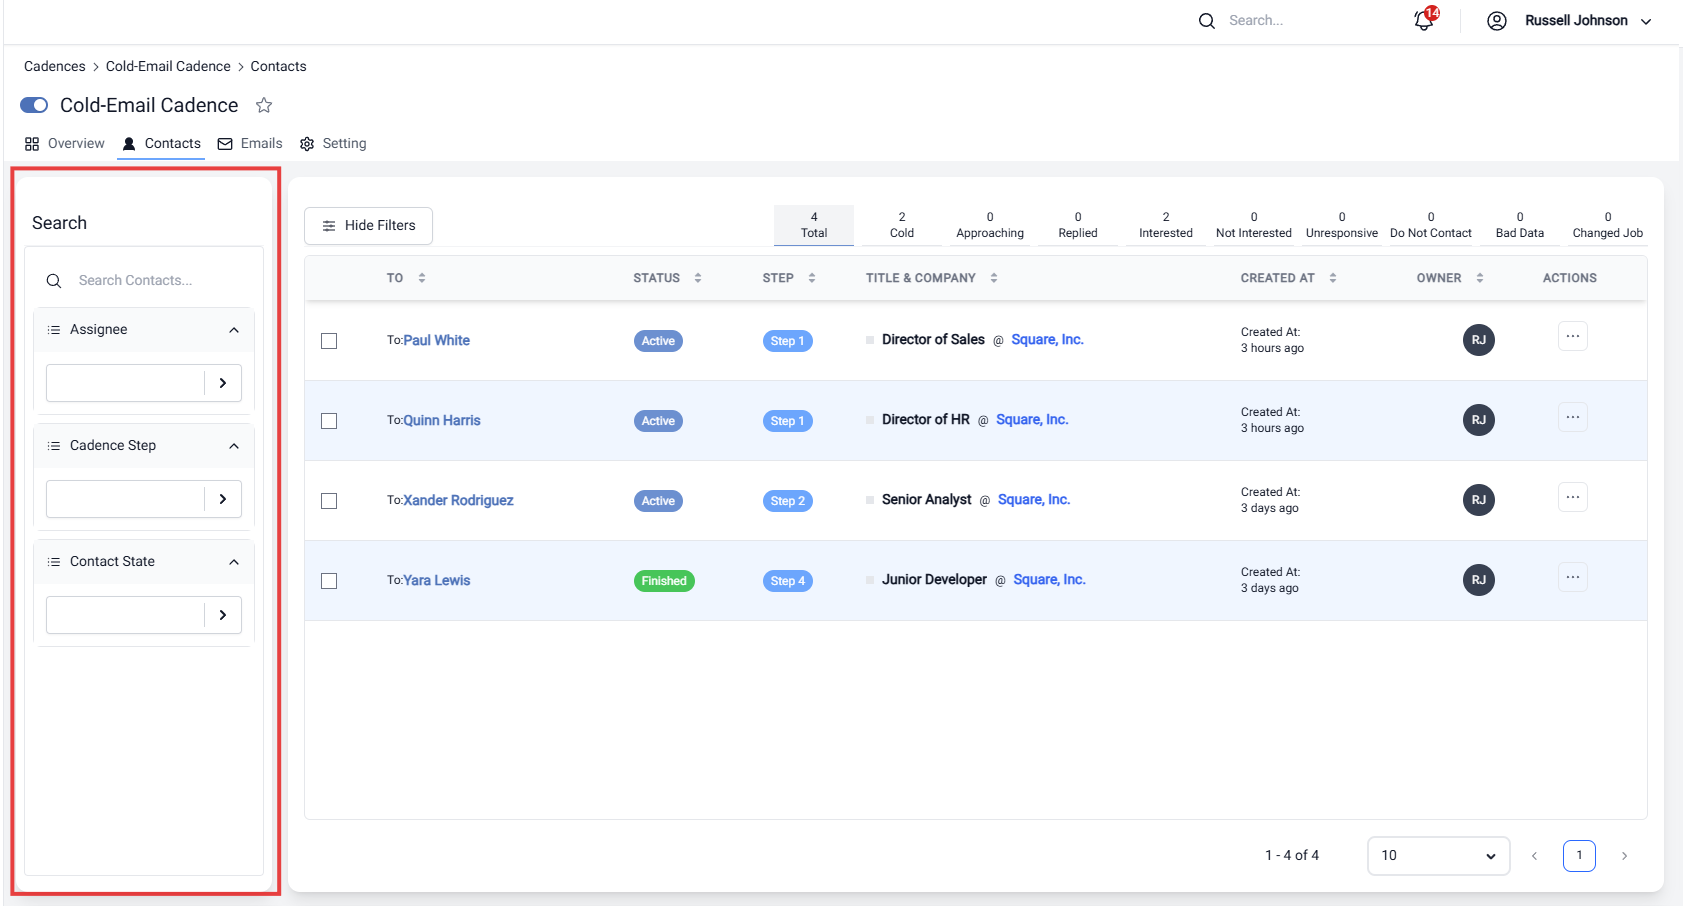 Search...
14
Russell Johnson
Cadences > Cold-Email Cadence > Contacts
Cold-Email Cadence
Overview Contacts Emails Setting
Search
Search Contacts...
Assignee
Cadence Step
Contact State
Hide Filters
4 Total
2 Cold
0 Approaching
0 Replied
2 Interested
0 Not Interested
0 Unresponsive
0 Do Not Contact
0 Bad Data
0 Changed Job
TO STATUS STEP TITLE & COMPANY CREATED AT OWNER ACTIONS
To:Paul White Active Step 1 Director of Sales @ Square, Inc. Created At: 3 hours ago RJ ...
To:Quinn Harris Active Step 1 Director of HR @ Square, Inc. Created At: 3 hours ago RJ ...
To:Xander Rodriguez Active Step 2 Senior Analyst @ Square, Inc. Created At: 3 days ago RJ ...
To:Yara Lewis Finished Step 4 Junior Developer @ Square, Inc. Created At: 3 days ago RJ ...
1 - 4 of 4 10 < 1 >